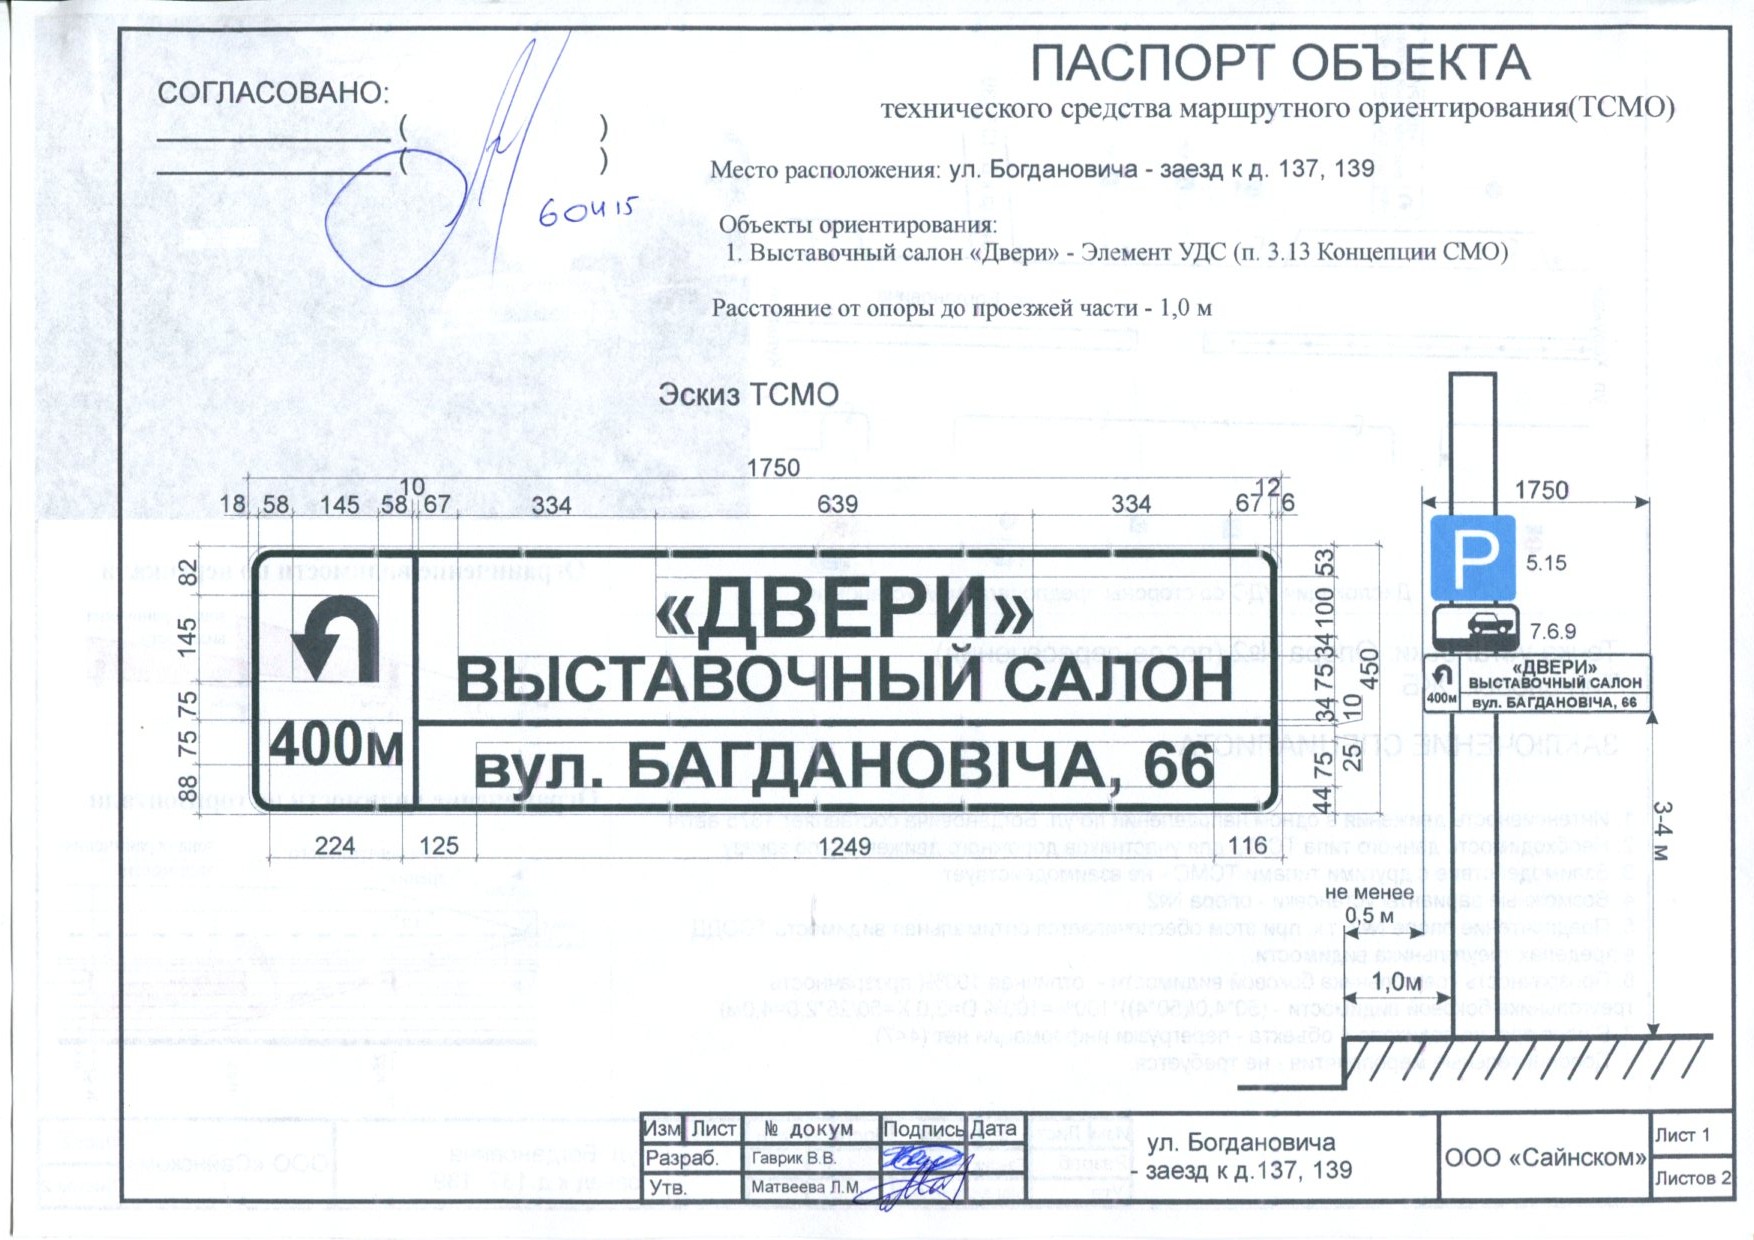 СОГЛАСОВАНО:
( )
( )
ПАСПОРТ ОБЪЕКТА
технического средства маршрутного ориентирования(ТСМО)
Место расположения: ул. Богдановича - заезд к д. 137, 139
Объекты ориентирования:
1. Выставочный салон «Двери» - Элемент УДС (п. 3.13 Концепции СМО)
Расстояние от опоры до проезжей части - 1,0 м
Эскиз ТСМО
1750
10 12
18 58 145 58 67 334 639 334 67 6
82 145 75 75 88
«ДВЕРИ»
ВЫСТАВОЧНЫЙ САЛОН
400м
вул. БАГДАНОВІЧА, 66
53 100 34 75 34 10 25 75 44
450
224 125 1249 116
1750
P
5.15
7.6.9
«ДВЕРИ»
ВЫСТАВОЧНЫЙ САЛОН
400м
вул. БАГДАНОВІЧА, 66
3-4 м
не менее
0,5 м
1,0м
Изм Лист № докум Подпись Дата
Разраб. Гаврик В.В.
Утв. Матвеева Л.М
ул. Богдановича
- заезд к д.137, 139
ООО «Сайнском»
Лист 1
Листов 2